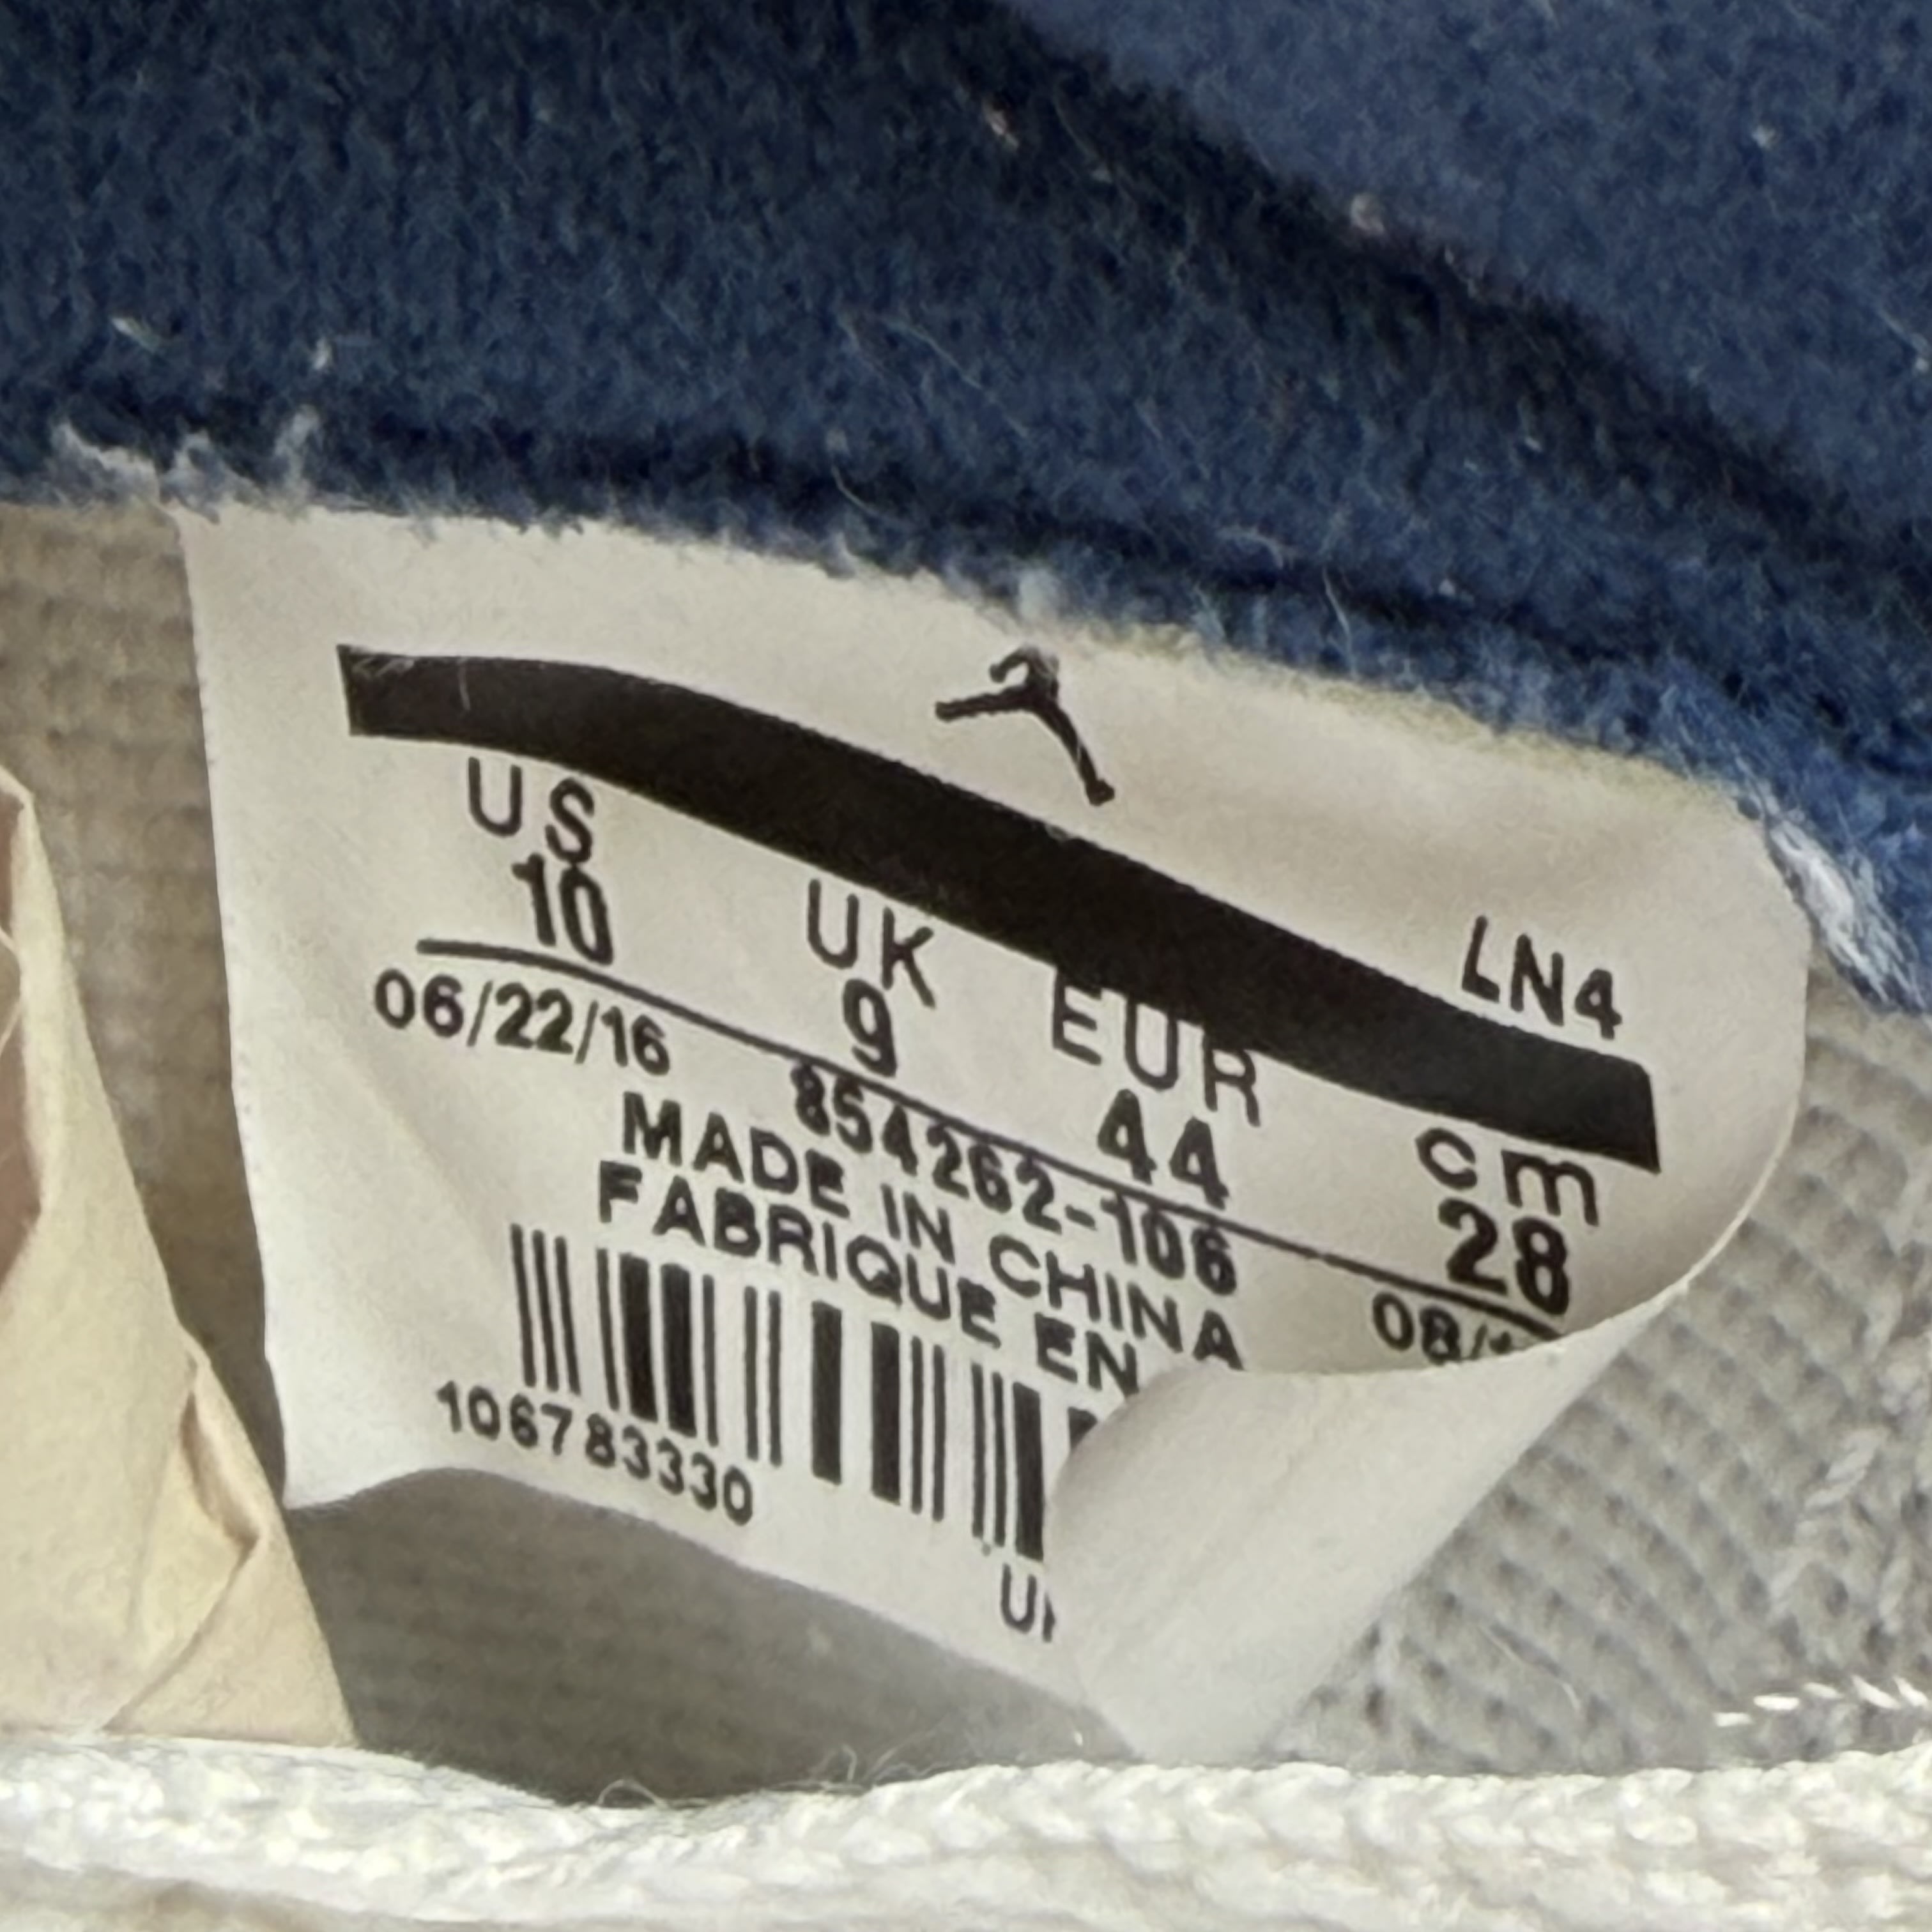 LN4
US UK EUR cm
10 9 44 28
06/22/16 08/
854262-106
MADE IN CHINA
FABRIQUE EN
106783330